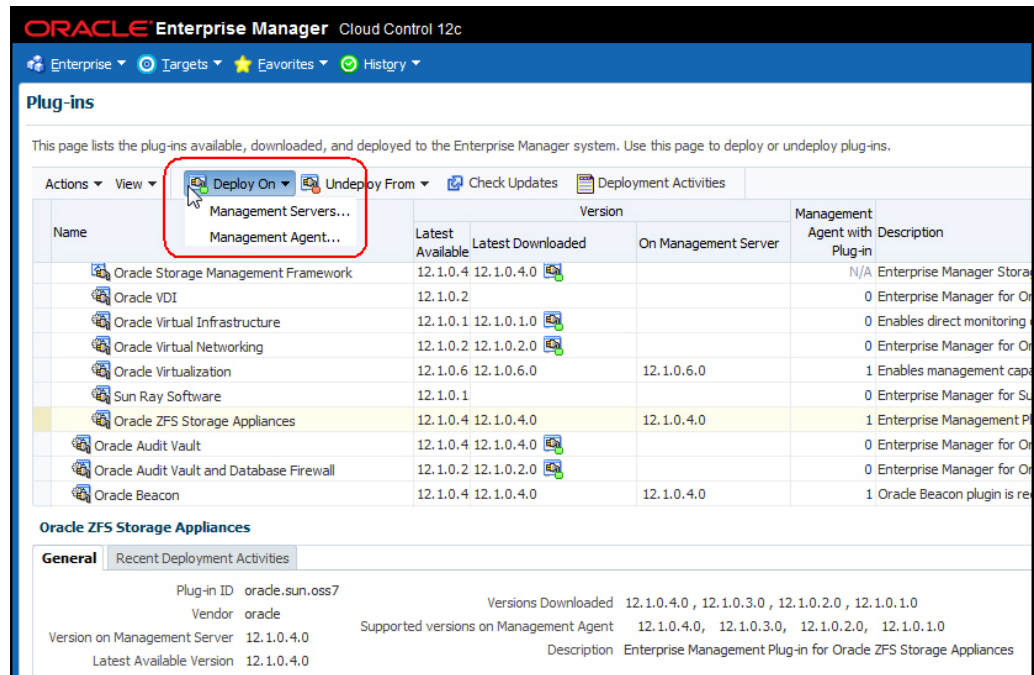 ORACLE Enterprise Manager Cloud Control 12c
Enterprise Targets Favorites History
Plug-ins
This page lists the plug-ins available, downloaded, and deployed to the Enterprise Manager system. Use this page to deploy or undeploy plug-ins.
Actions View Deploy On Undeploy From Check Updates Deployment Activities
Management Servers...
Management Agent...
Name
Version
Latest Available
Latest Downloaded
On Management Server
Management Agent with Plug-in
Description
Oracle Storage Management Framework 12.1.0.4 12.1.0.4.0 N/A Enterprise Manager Stora
Oracle VDI 12.1.0.2 0 Enterprise Manager for Or
Oracle Virtual Infrastructure 12.1.0.1 12.1.0.1.0 0 Enables direct monitoring
Oracle Virtual Networking 12.1.0.2 12.1.0.2.0 0 Enterprise Manager for Or
Oracle Virtualization 12.1.0.6 12.1.0.6.0 12.1.0.6.0 1 Enables management capa
Sun Ray Software 12.1.0.1 0 Enterprise Manager for Su
Oracle ZFS Storage Appliances 12.1.0.4 12.1.0.4.0 12.1.0.4.0 1 Enterprise Management Pl
Oracle Audit Vault 12.1.0.4 12.1.0.4.0 0 Enterprise Manager for Or
Oracle Audit Vault and Database Firewall 12.1.0.2 12.1.0.2.0 0 Enterprise Manager for Or
Oracle Beacon 12.1.0.4 12.1.0.4.0 12.1.0.4.0 1 Oracle Beacon plugin is re
Oracle ZFS Storage Appliances
General Recent Deployment Activities
Plug-in ID oracle.sun.oss7
Vendor oracle
Version on Management Server 12.1.0.4.0
Latest Available Version 12.1.0.4.0
Versions Downloaded 12.1.0.4.0 , 12.1.0.3.0 , 12.1.0.2.0 , 12.1.0.1.0
Supported versions on Management Agent 12.1.0.4.0, 12.1.0.3.0, 12.1.0.2.0, 12.1.0.1.0
Description Enterprise Management Plug-in for Oracle ZFS Storage Appliances